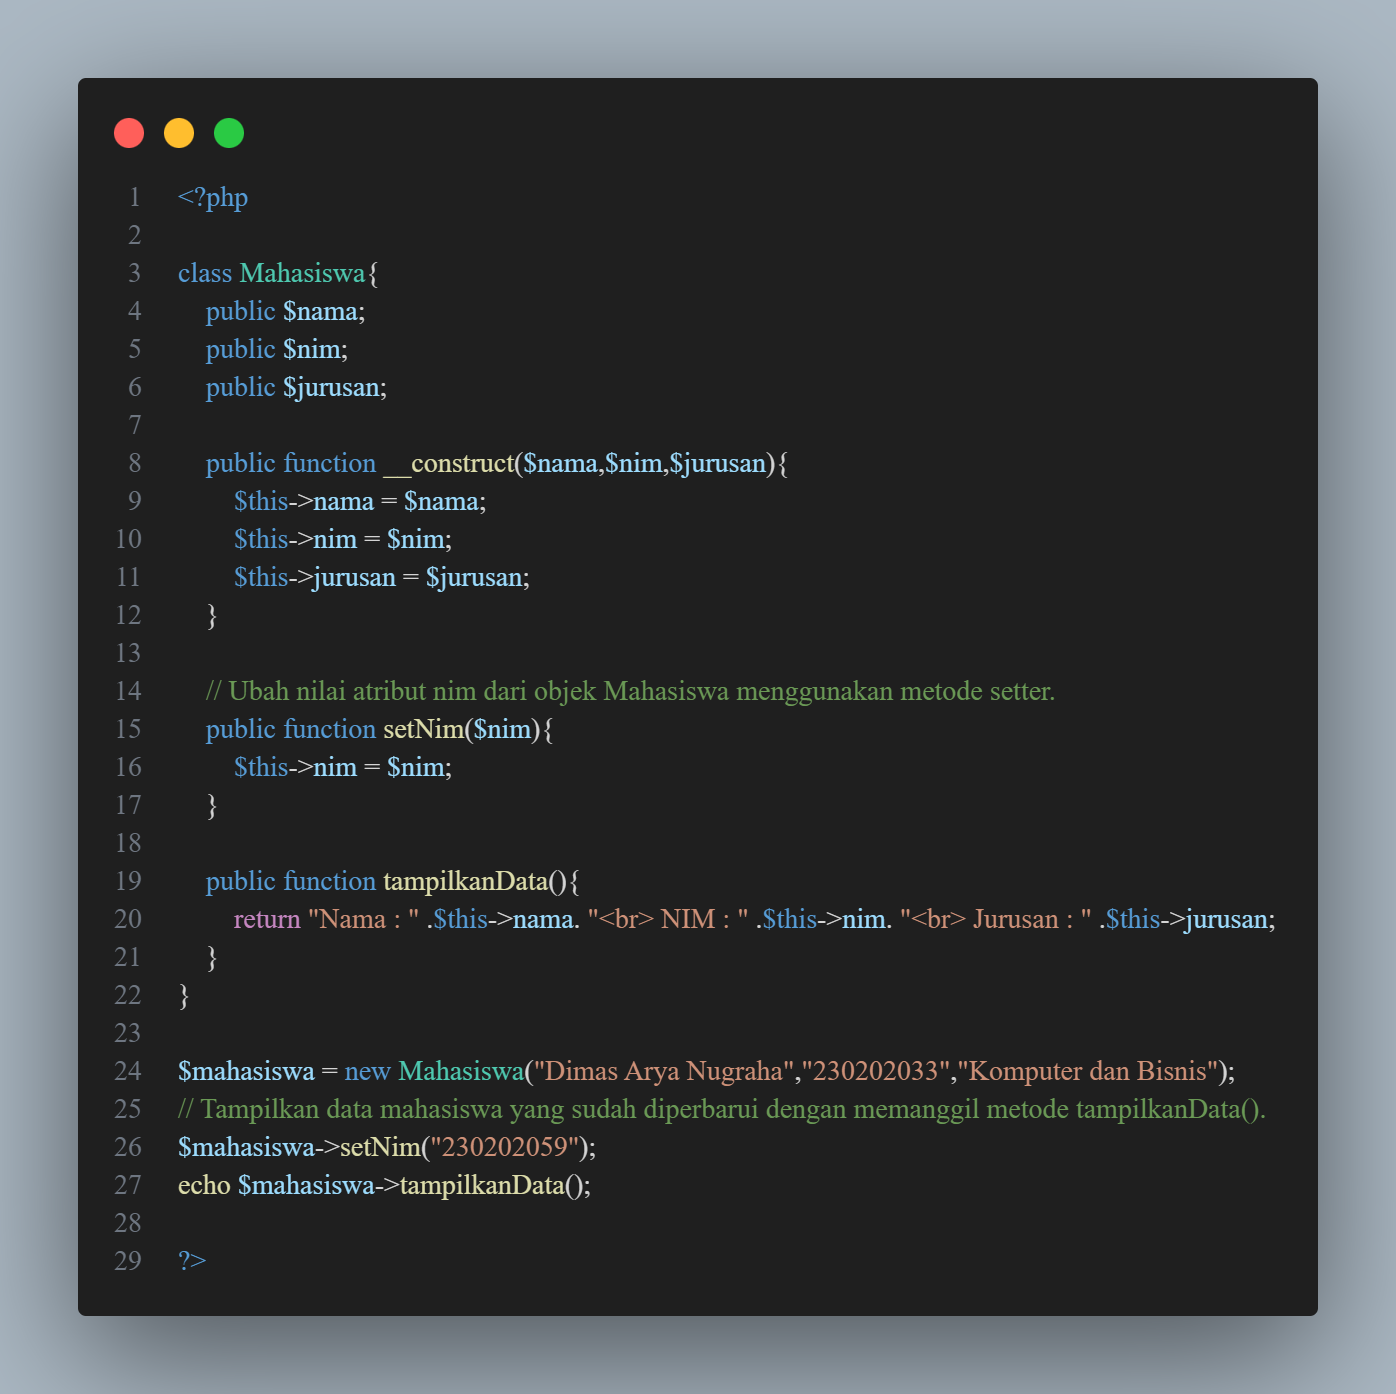 1 <?php
2
3 class Mahasiswa{
4     public $nama;
5     public $nim;
6     public $jurusan;
7
8     public function __construct($nama,$nim,$jurusan){
9         $this->nama = $nama;
10         $this->nim = $nim;
11         $this->jurusan = $jurusan;
12     }
13
14     // Ubah nilai atribut nim dari objek Mahasiswa menggunakan metode setter.
15     public function setNim($nim){
16         $this->nim = $nim;
17     }
18
19     public function tampilkanData(){
20         return "Nama : " .$this->nama. "<br> NIM : " .$this->nim. "<br> Jurusan : " .$this->jurusan;
21     }
22 }
23
24 $mahasiswa = new Mahasiswa("Dimas Arya Nugraha","230202033","Komputer dan Bisnis");
25 // Tampilkan data mahasiswa yang sudah diperbarui dengan memanggil metode tampilkanData().
26 $mahasiswa->setNim("230202059");
27 echo $mahasiswa->tampilkanData();
28
29 ?>